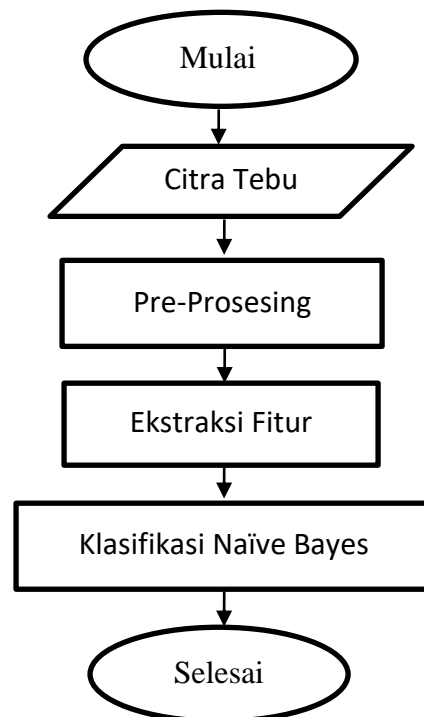 Mulai
Citra Tebu
Pre-Prosesing
Ekstraksi Fitur
Klasifikasi Naïve Bayes
Selesai